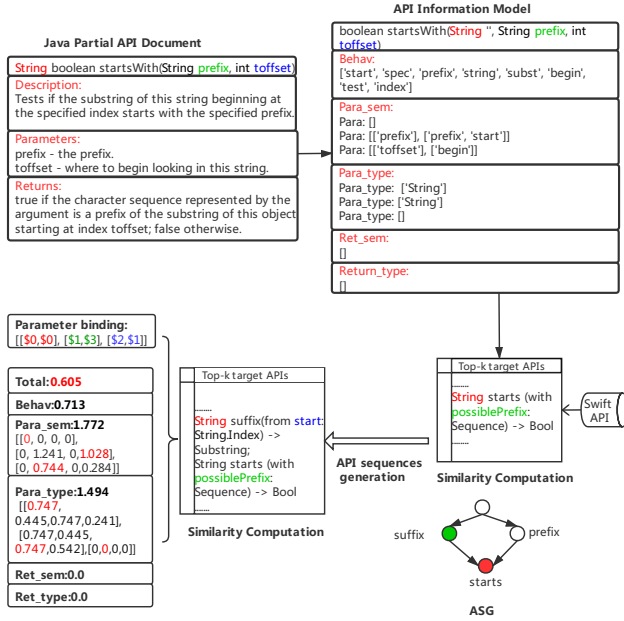 Java Partial API Document
String boolean startsWith(String prefix, int toffset)
Description:
Tests if the substring of this string beginning at
the specified index starts with the specified prefix.
Parameters:
prefix - the prefix.
toffset - where to begin looking in this string.
Returns:
true if the character sequence represented by the
argument is a prefix of the substring of this object
starting at index toffset; false otherwise.
API Information Model
boolean startsWith(String '', String prefix, int
toffset)
Behav:
['start', 'spec', 'prefix', 'string', 'subst', 'begin',
'test', 'index']
Para_sem:
Para: []
Para: [['prefix'], ['prefix', 'start']]
Para: [['toffset'], ['begin']]
Para_type:
Para_type:  ['String']
Para_type: ['String']
Para_type: []
Ret_sem:
[]
Return_type:
[]
Parameter binding:
[[$0,$0], [$1,$3], [$2,$1]]
Total:0.605
Behav:0.713
Para_sem:1.772
[[0, 0, 0, 0],
[0, 1.241, 0,1.028],
[0, 0.744, 0,0.284]]
Para_type:1.494
[[0.747,
0.445,0.747,0.241],
[0.747,0.445,
0.747,0.542],[0,0,0,0]]
Ret_sem:0.0
Ret_type:0.0
Top-k target APIs
........
String suffix(from start:
String.Index) ->
Substring;
String starts (with
possiblePrefix:
Sequence) -> Bool
........
Similarity Computation
API sequences
generation
Top-k target APIs
.........
String starts (with
possiblePrefix:
Sequence) -> Bool
.........
Similarity Computation
Swift
API
suffix
prefix
starts
ASG